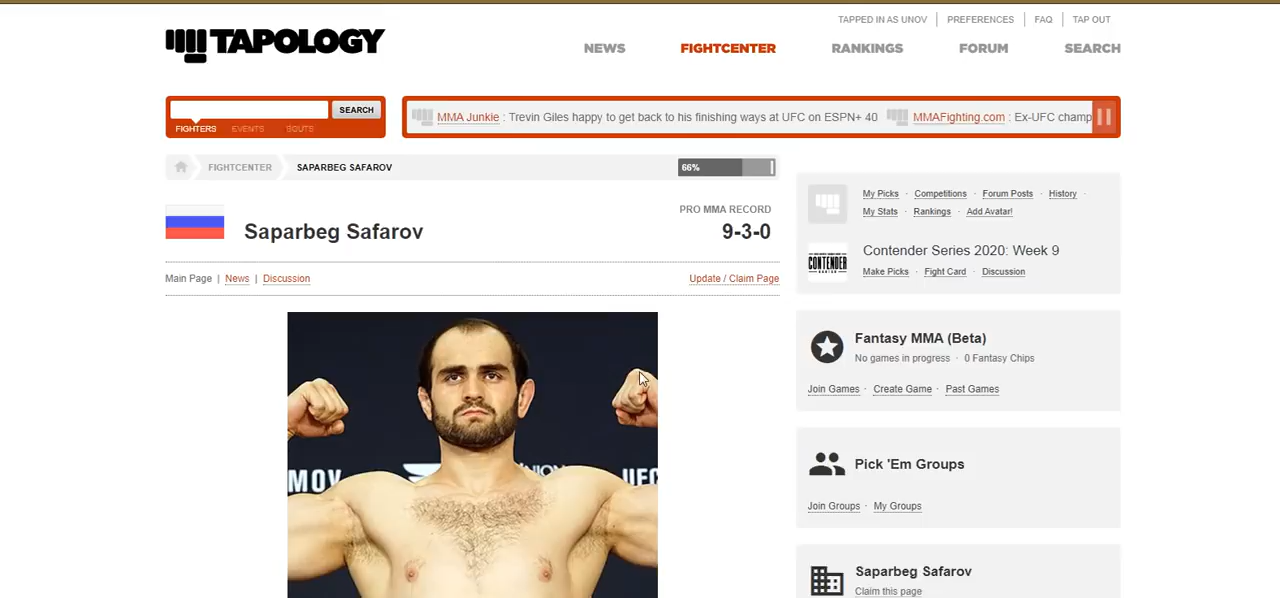 TAPPED IN AS UNOV
PREFERENCES
FAQ
TAP OUT
TAPOLOGY
NEWS
FIGHTCENTER
RANKINGS
FORUM
SEARCH
SEARCH
FIGHTERS
EVENTS
BOUTS
MMA Junkie : Trevin Giles happy to get back to his finishing ways at UFC on ESPN+ 40
MMAFighting.com : Ex-UFC champ
FIGHTCENTER
SAPARBEG SAFAROV
66%
Saparbeg Safarov
PRO MMA RECORD
9-3-0
Main Page | News | Discussion
Update / Claim Page
My Picks · Competitions · Forum Posts · History ·
My Stats · Rankings · Add Avatar!
CONTENDER
Contender Series 2020: Week 9
Make Picks · Fight Card · Discussion
Fantasy MMA (Beta)
No games in progress · 0 Fantasy Chips
Join Games · Create Game · Past Games
Pick 'Em Groups
Join Groups · My Groups
Saparbeg Safarov
Claim this page
MOV
UFC